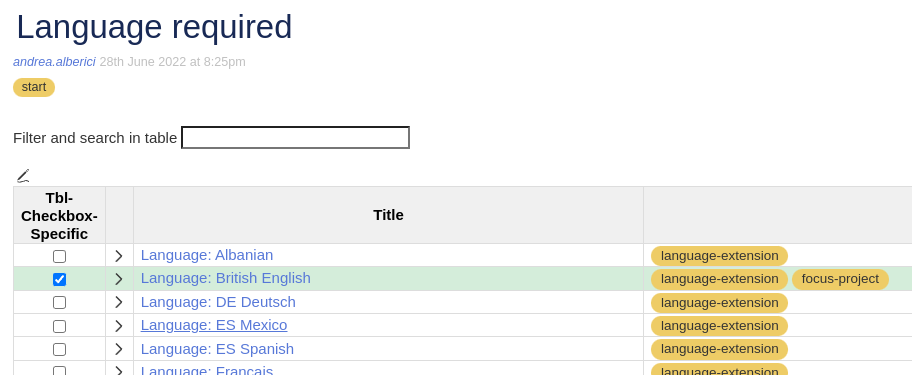 Language required
andrea.alberici 28th June 2022 at 8:25pm
start
Filter and search in table
Tbl-
Checkbox-
Specific
Title
Language: Albanian language-extension
Language: British English language-extension focus-project
Language: DE Deutsch language-extension
Language: ES Mexico language-extension
Language: ES Spanish language-extension
Language: Francais language-extension